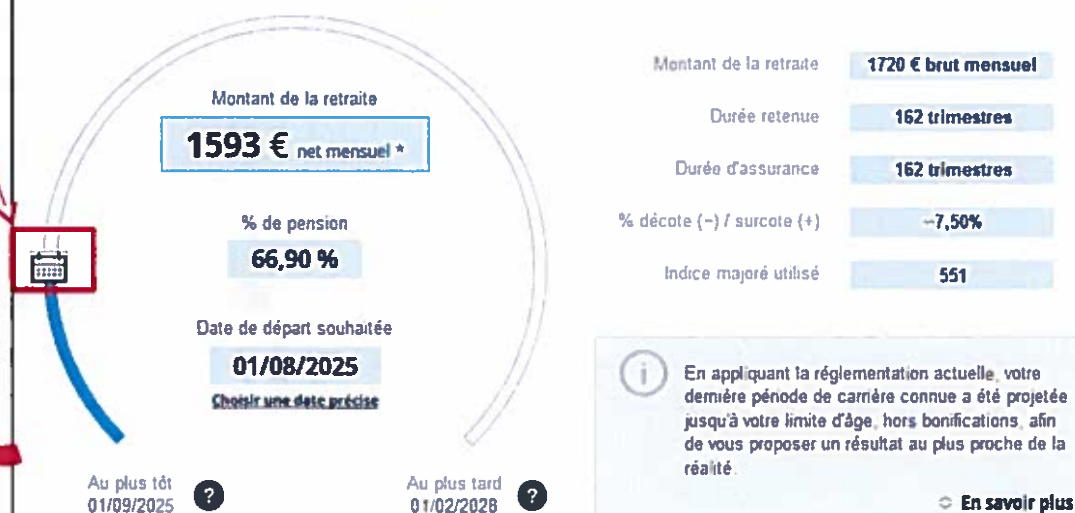 Montant de la retraite
1593 € net mensuel *
% de pension
66,90 %
Date de départ souhaitée
01/08/2025
Choisir une date précise
Au plus tôt
01/09/2025
?
Au plus tard
01/02/2028
?
Montant de la retraite 1720 € brut mensuel
Durée retenue 162 trimestres
Durée d'assurance 162 trimestres
% décote (-) / surcote (+) -7,50%
Indice majoré utilisé 551
i
En appliquant la réglementation actuelle, votre
dernière période de carrière connue a été projetée
jusqu'à votre limite d'âge, hors bonifications, afin
de vous proposer un résultat au plus proche de la
réalité.
En savoir plus